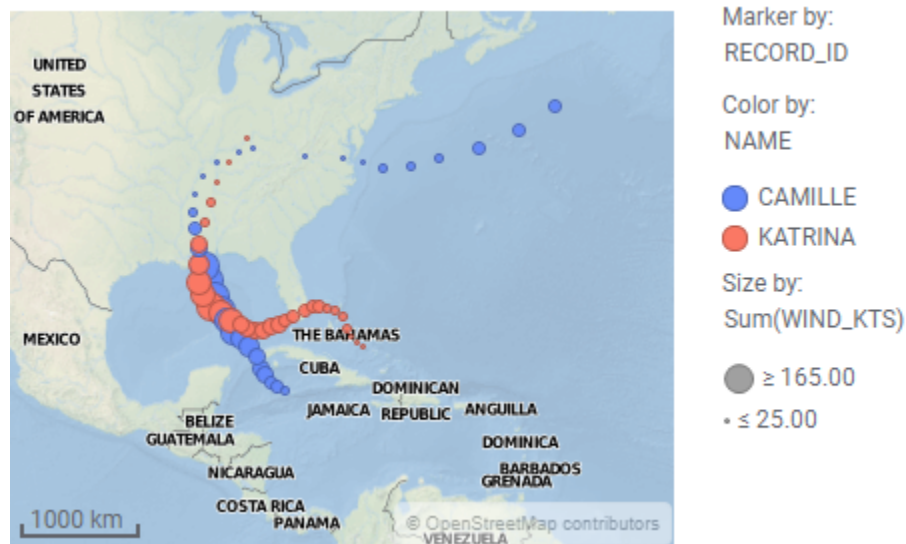 UNITED
STATES
OF AMERICA
MEXICO
THE BAHAMAS
CUBA
DOMINICAN
REPUBLIC
JAMAICA
ANGUILLA
BELIZE
GUATEMALA
DOMINICA
NICARAGUA
BARBADOS
GRENADA
COSTA RICA
PANAMA
VENEZUELA
1000 km
© OpenStreetMap contributors
Marker by:
RECORD_ID
Color by:
NAME
CAMILLE
KATRINA
Size by:
Sum(WIND_KTS)
≥ 165.00
≤ 25.00